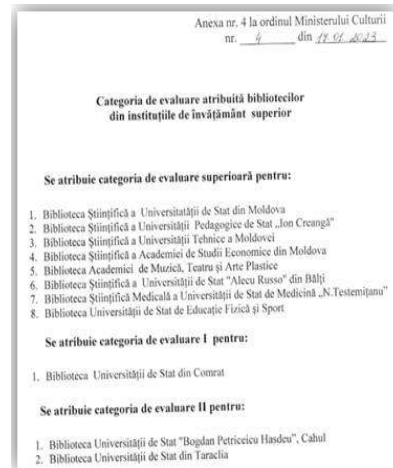 Anexa nr. 4 la ordinul Ministerului Culturii
nr. 4 din 17.01.2023
Categoria de evaluare atribuită bibliotecilor
din instituțiile de învățământ superior
Se atribuie categoria de evaluare superioară pentru:
1. Biblioteca Științifică a Universitatății de Stat din Moldova
2. Biblioteca Științifică a Universității Pedagogice de Stat „Ion Creangă"
3. Biblioteca Științifică a Universității Tehnice a Moldovei
4. Biblioteca Științifică a Academiei de Studii Economice din Moldova
5. Biblioteca Academiei de Muzică, Teatru și Arte Plastice
6. Biblioteca Științifică a Universității de Stat "Alecu Russo" din Bălți
7. Biblioteca Științifică Medicală a Universității de Stat de Medicină „N.Testemițanu"
8. Biblioteca Universității de Stat de Educație Fizică și Sport
Se atribuie categoria de evaluare I pentru:
1. Biblioteca Universității de Stat din Comrat
Se atribuie categoria de evaluare II pentru:
1. Biblioteca Universității de Stat "Bogdan Petriceicu Hasdeu", Cahul
2. Biblioteca Universității de Stat din Taraclia